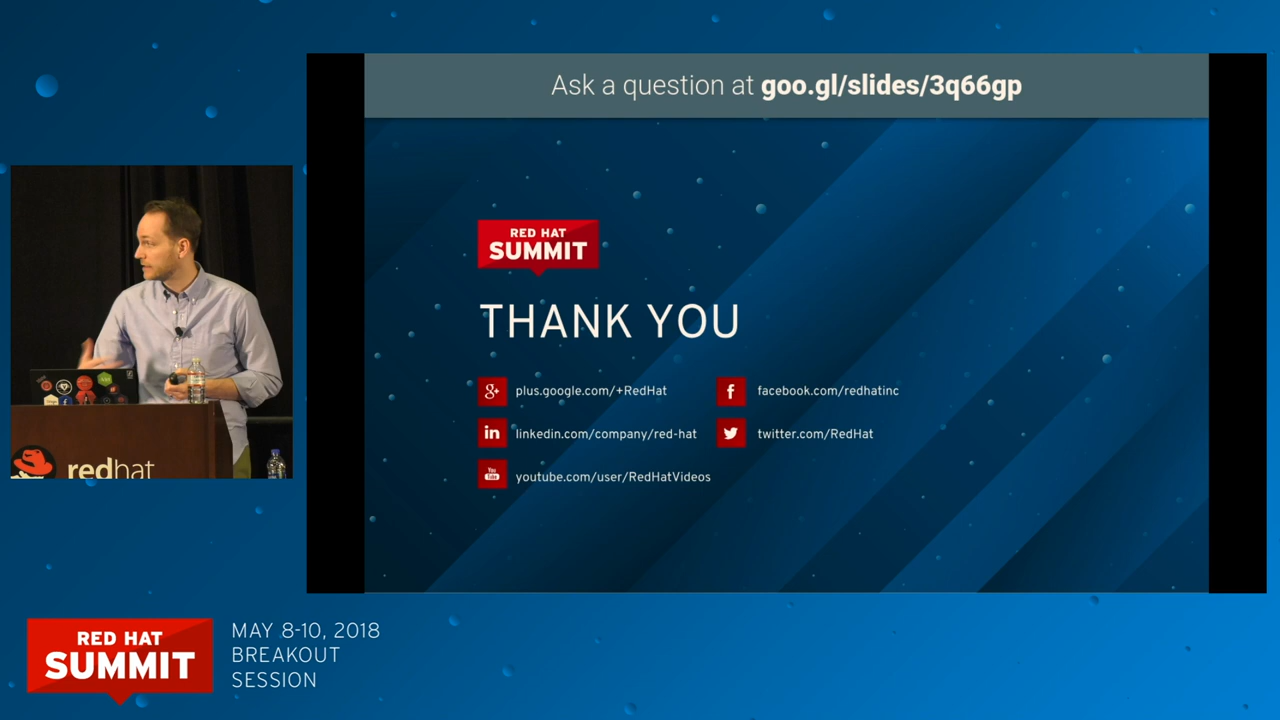 Ask a question at goo.gl/slides/3q66gp
RED HAT
SUMMIT
THANK YOU
plus.google.com/+RedHat
facebook.com/redhatinc
linkedin.com/company/red-hat
twitter.com/RedHat
You
Tube
youtube.com/user/RedHatVideos
redhat
RED HAT
SUMMIT
MAY 8-10, 2018
BREAKOUT
SESSION